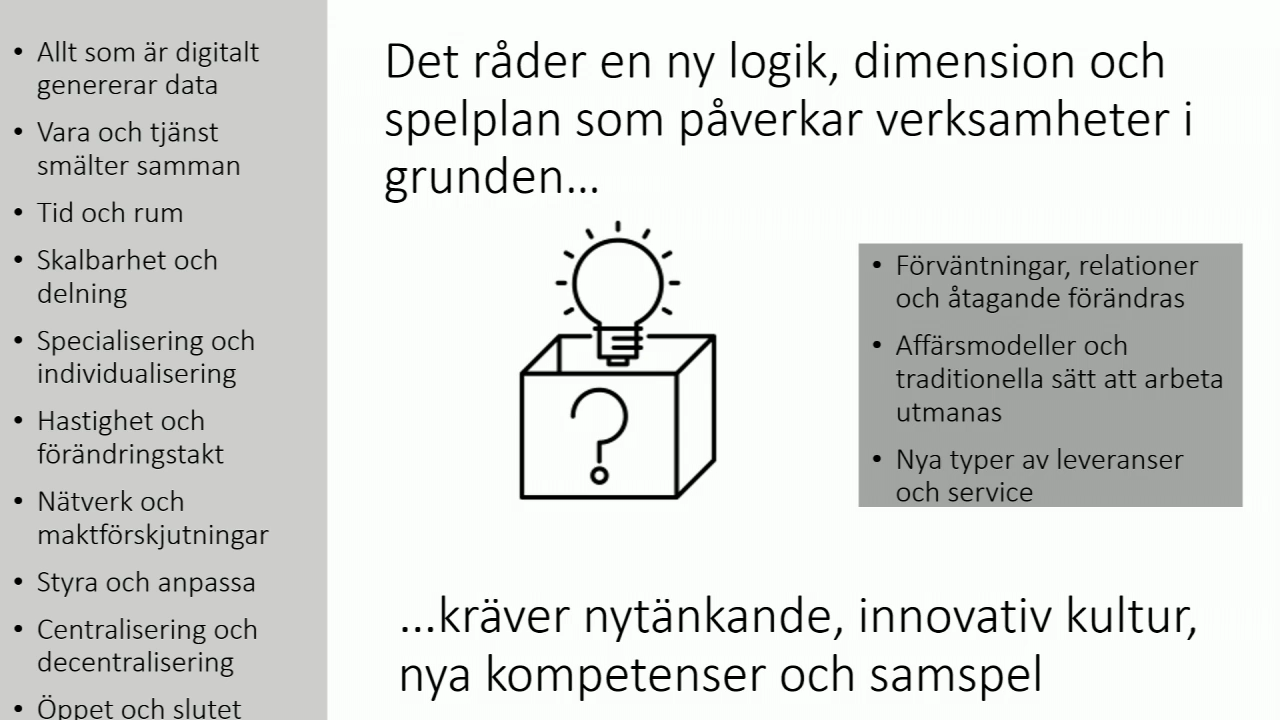 • Allt som är digitalt
genererar data
• Vara och tjänst
smälter samman
• Tid och rum
• Skalbarhet och
delning
• Specialisering och
individualisering
• Hastighet och
förändringstakt
• Nätverk och
maktförskjutningar
• Styra och anpassa
• Centralisering och
decentralisering
• Öppet och slutet
Det råder en ny logik, dimension och
spelplan som påverkar verksamheter i
grunden...
?
• Förväntningar, relationer
och åtagande förändras
• Affärsmodeller och
traditionella sätt att arbeta
utmanas
• Nya typer av leveranser
och service
...kräver nytänkande, innovativ kultur,
nya kompetenser och samspel